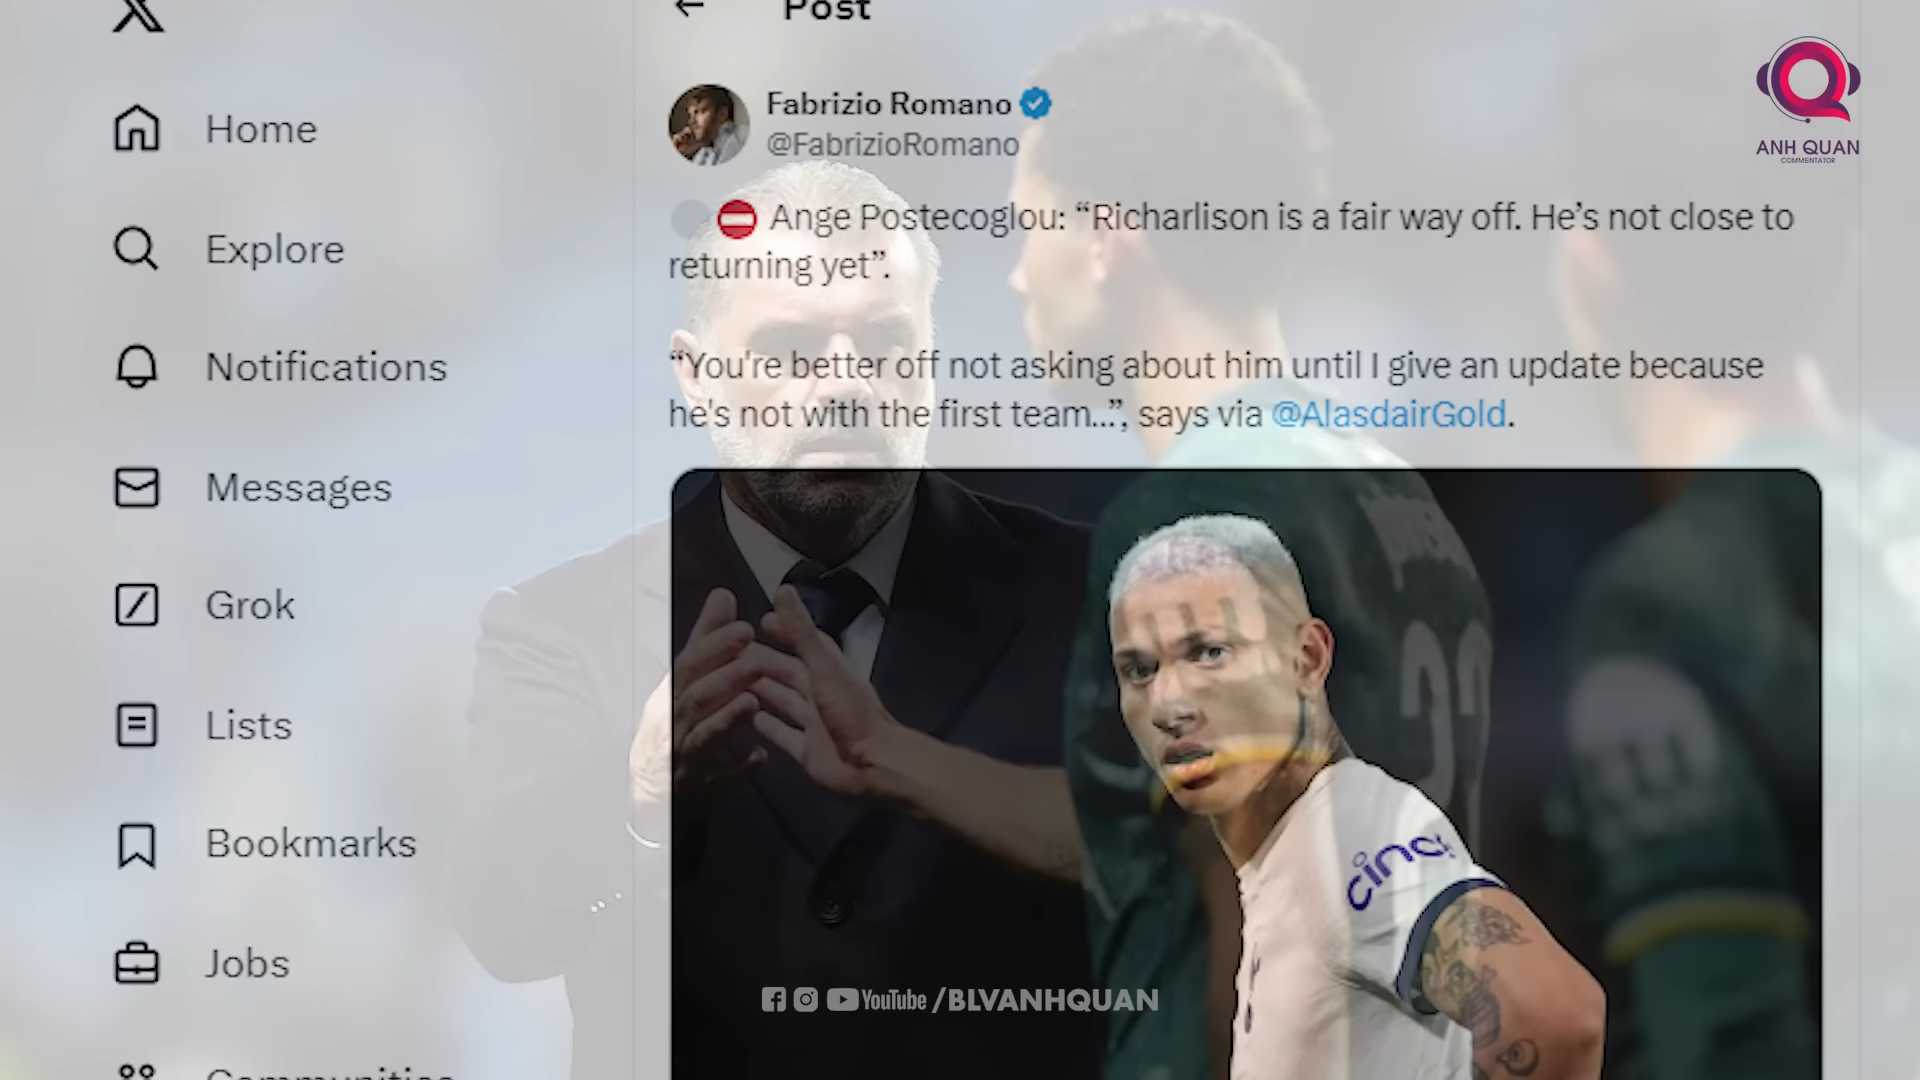 Post
Home
Explore
Notifications
Messages
Grok
Lists
Bookmarks
Jobs
Communities
Fabrizio Romano
@FabrizioRomano
Ange Postecoglou: “Richarlison is a fair way off. He’s not close to
returning yet”.
“You're better off not asking about him until I give an update because
he's not with the first team...”, says via @AlasdairGold.
ANH QUAN
COMMENTATOR
cinc
YouTube /BLVANHQUAN